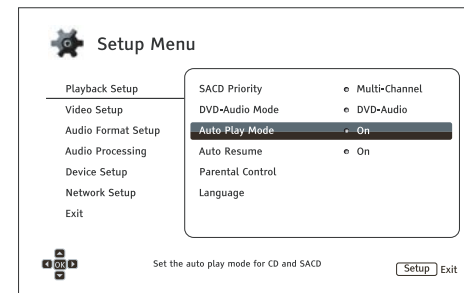 Setup Menu
Playback Setup
Video Setup
Audio Format Setup
Audio Processing
Device Setup
Network Setup
Exit
SACD Priority Multi-Channel
DVD-Audio Mode DVD-Audio
Auto Play Mode On
Auto Resume On
Parental Control
Language
OK
Set the auto play mode for CD and SACD
Setup Exit